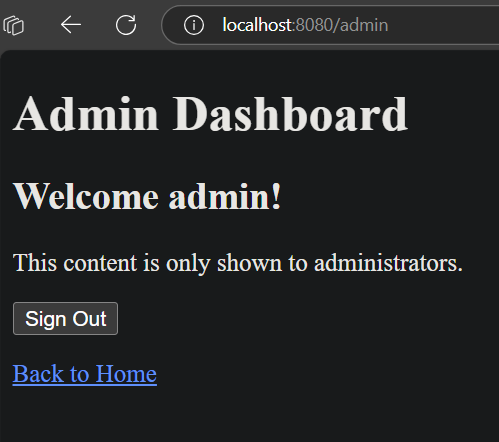 localhost:8080/admin
Admin Dashboard
Welcome admin!
This content is only shown to administrators.
Sign Out
Back to Home